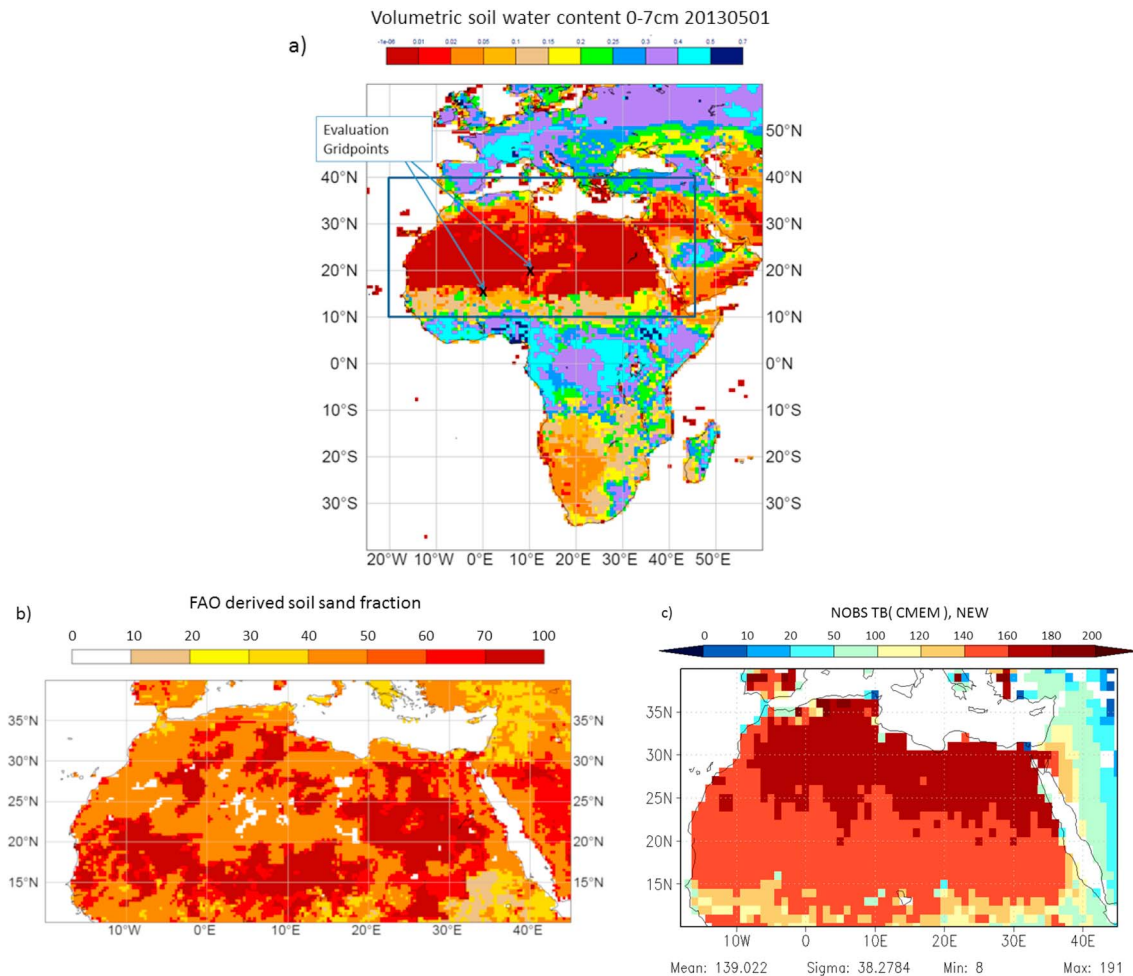 Volumetric soil water content 0-7cm 20130501
a)
-1e-06 0.01 0.02 0.05 0.1 0.15 0.2 0.25 0.3 0.4 0.5 0.7
Evaluation
Gridpoints
50°N 50°N
40°N 40°N
30°N 30°N
20°N 20°N
10°N 10°N
0°N 0°N
10°S 10°S
20°S 20°S
30°S 30°S
20°W 10°W 0°E 10°E 20°E 30°E 40°E 50°E
b)
FAO derived soil sand fraction
0 10 20 30 40 50 60 70 100
35°N 35°N
30°N 30°N
25°N 25°N
20°N 20°N
15°N 15°N
10°W 0°E 10°E 20°E 30°E 40°E
c)
NOBS TB( CMEM ), NEW
0 10 20 50 100 120 140 160 180 200
35N
30N
25N
20N
15N
10W 0 10E 20E 30E 40E
Mean: 139.022 Sigma: 38.2784 Min: 8 Max: 191